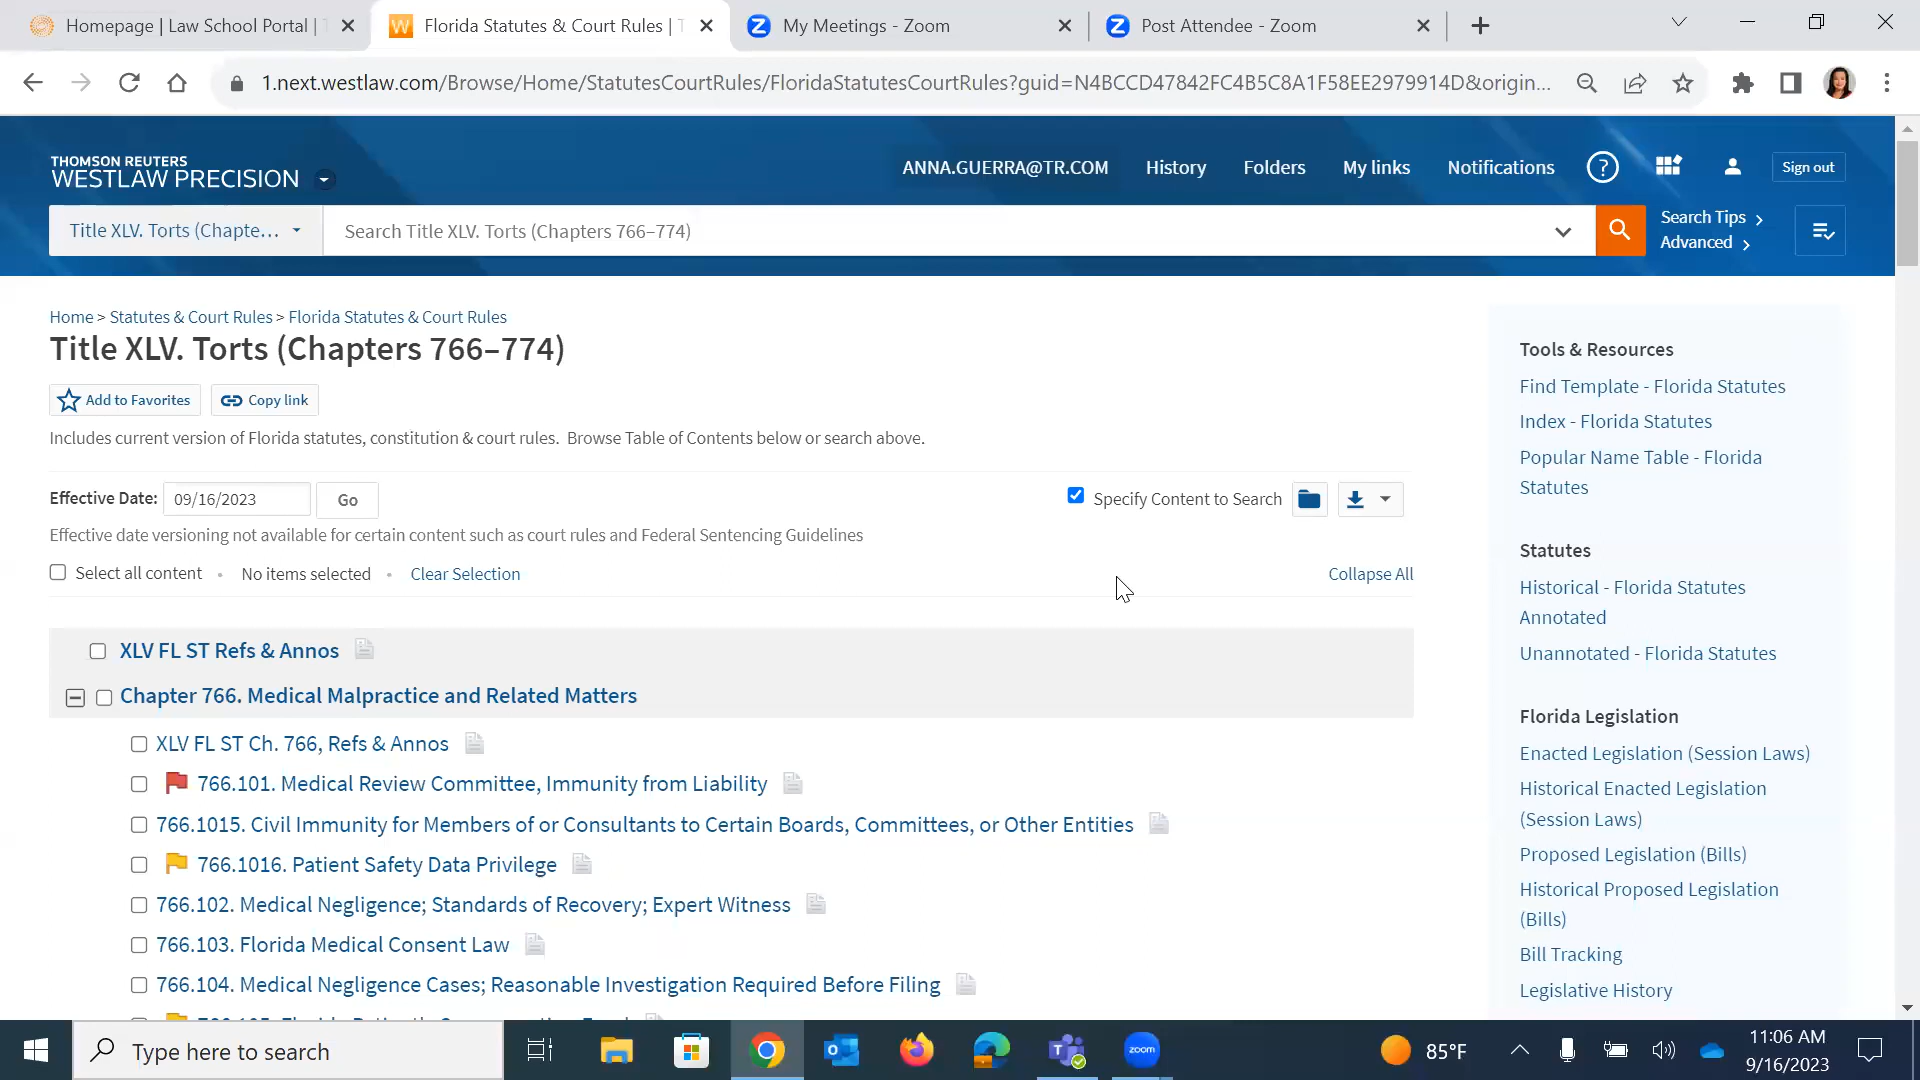 Homepage | Law School Portal |
Florida Statutes & Court Rules |
My Meetings - Zoom
Post Attendee - Zoom
1.next.westlaw.com/Browse/Home/StatutesCourtRules/FloridaStatutesCourtRules?guid=N4BCCD47842FC4B5C8A1F58EE2979914D&origin...
THOMSON REUTERS
WESTLAW PRECISION
ANNA.GUERRA@TR.COM
History
Folders
My links
Notifications
?
Sign out
Title XLV. Torts (Chapte...
Search Title XLV. Torts (Chapters 766–774)
Search Tips
Advanced
Home > Statutes & Court Rules > Florida Statutes & Court Rules
Title XLV. Torts (Chapters 766–774)
Add to Favorites
Copy link
Includes current version of Florida statutes, constitution & court rules. Browse Table of Contents below or search above.
Effective Date: 09/16/2023 Go
Specify Content to Search
Effective date versioning not available for certain content such as court rules and Federal Sentencing Guidelines
Select all content • No items selected • Clear Selection
Collapse All
XLV FL ST Refs & Annos
Chapter 766. Medical Malpractice and Related Matters
XLV FL ST Ch. 766, Refs & Annos
766.101. Medical Review Committee, Immunity from Liability
766.1015. Civil Immunity for Members of or Consultants to Certain Boards, Committees, or Other Entities
766.1016. Patient Safety Data Privilege
766.102. Medical Negligence; Standards of Recovery; Expert Witness
766.103. Florida Medical Consent Law
766.104. Medical Negligence Cases; Reasonable Investigation Required Before Filing
Tools & Resources
Find Template - Florida Statutes
Index - Florida Statutes
Popular Name Table - Florida
Statutes
Statutes
Historical - Florida Statutes
Annotated
Unannotated - Florida Statutes
Florida Legislation
Enacted Legislation (Session Laws)
Historical Enacted Legislation
(Session Laws)
Proposed Legislation (Bills)
Historical Proposed Legislation
(Bills)
Bill Tracking
Legislative History
Type here to search
zoom
85°F
11:06 AM
9/16/2023